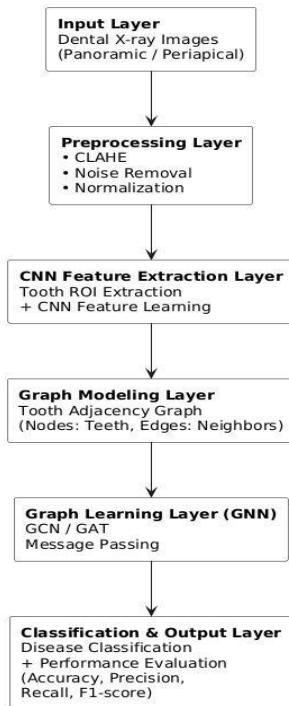 Input Layer
Dental X-ray Images
(Panoramic / Periapical)
Preprocessing Layer
• CLAHE
• Noise Removal
• Normalization
CNN Feature Extraction Layer
Tooth ROI Extraction
+ CNN Feature Learning
Graph Modeling Layer
Tooth Adjacency Graph
(Nodes: Teeth, Edges: Neighbors)
Graph Learning Layer (GNN)
GCN / GAT
Message Passing
Classification & Output Layer
Disease Classification
+ Performance Evaluation
(Accuracy, Precision,
Recall, F1-score)